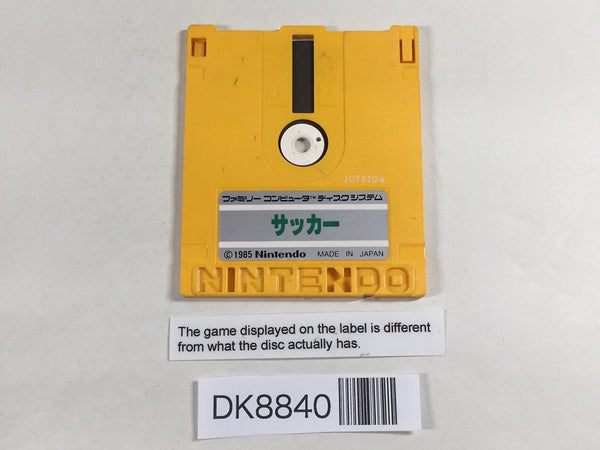 J076104
ファミリー コンピュータ™ ディスクシステム
サッカー
©1985 Nintendo MADE IN JAPAN
NINTENDO
The game displayed on the label is different
from what the disc actually has.
DK8840